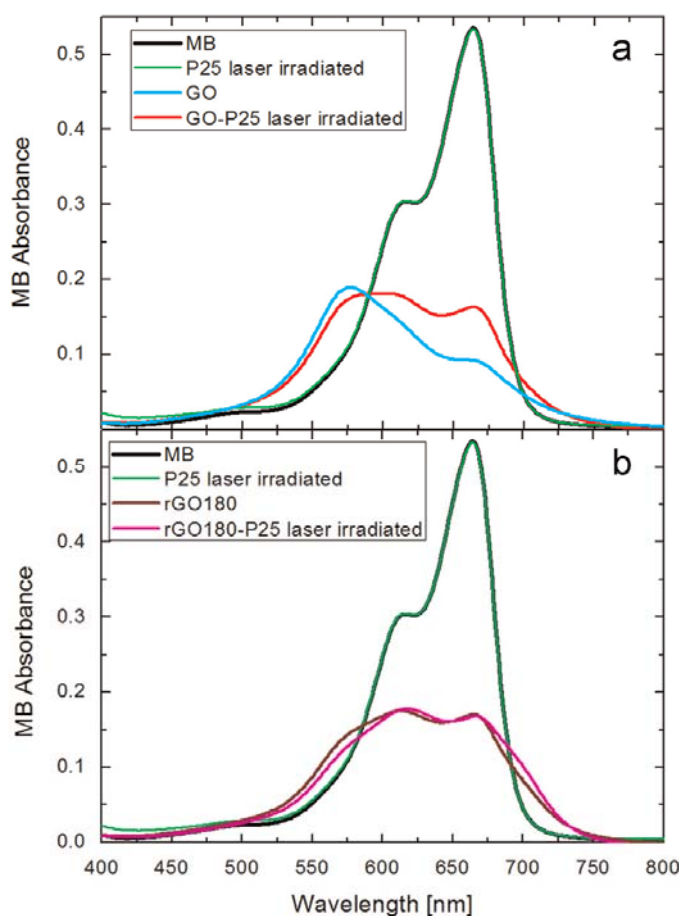 a
MB
P25 laser irradiated
GO
GO-P25 laser irradiated
0.5
0.4
0.3
0.2
0.1
MB Absorbance
b
MB
P25 laser irradiated
rGO180
rGO180-P25 laser irradiated
0.5
0.4
0.3
0.2
0.1
0.0
MB Absorbance
400 450 500 550 600 650 700 750 800
Wavelength [nm]